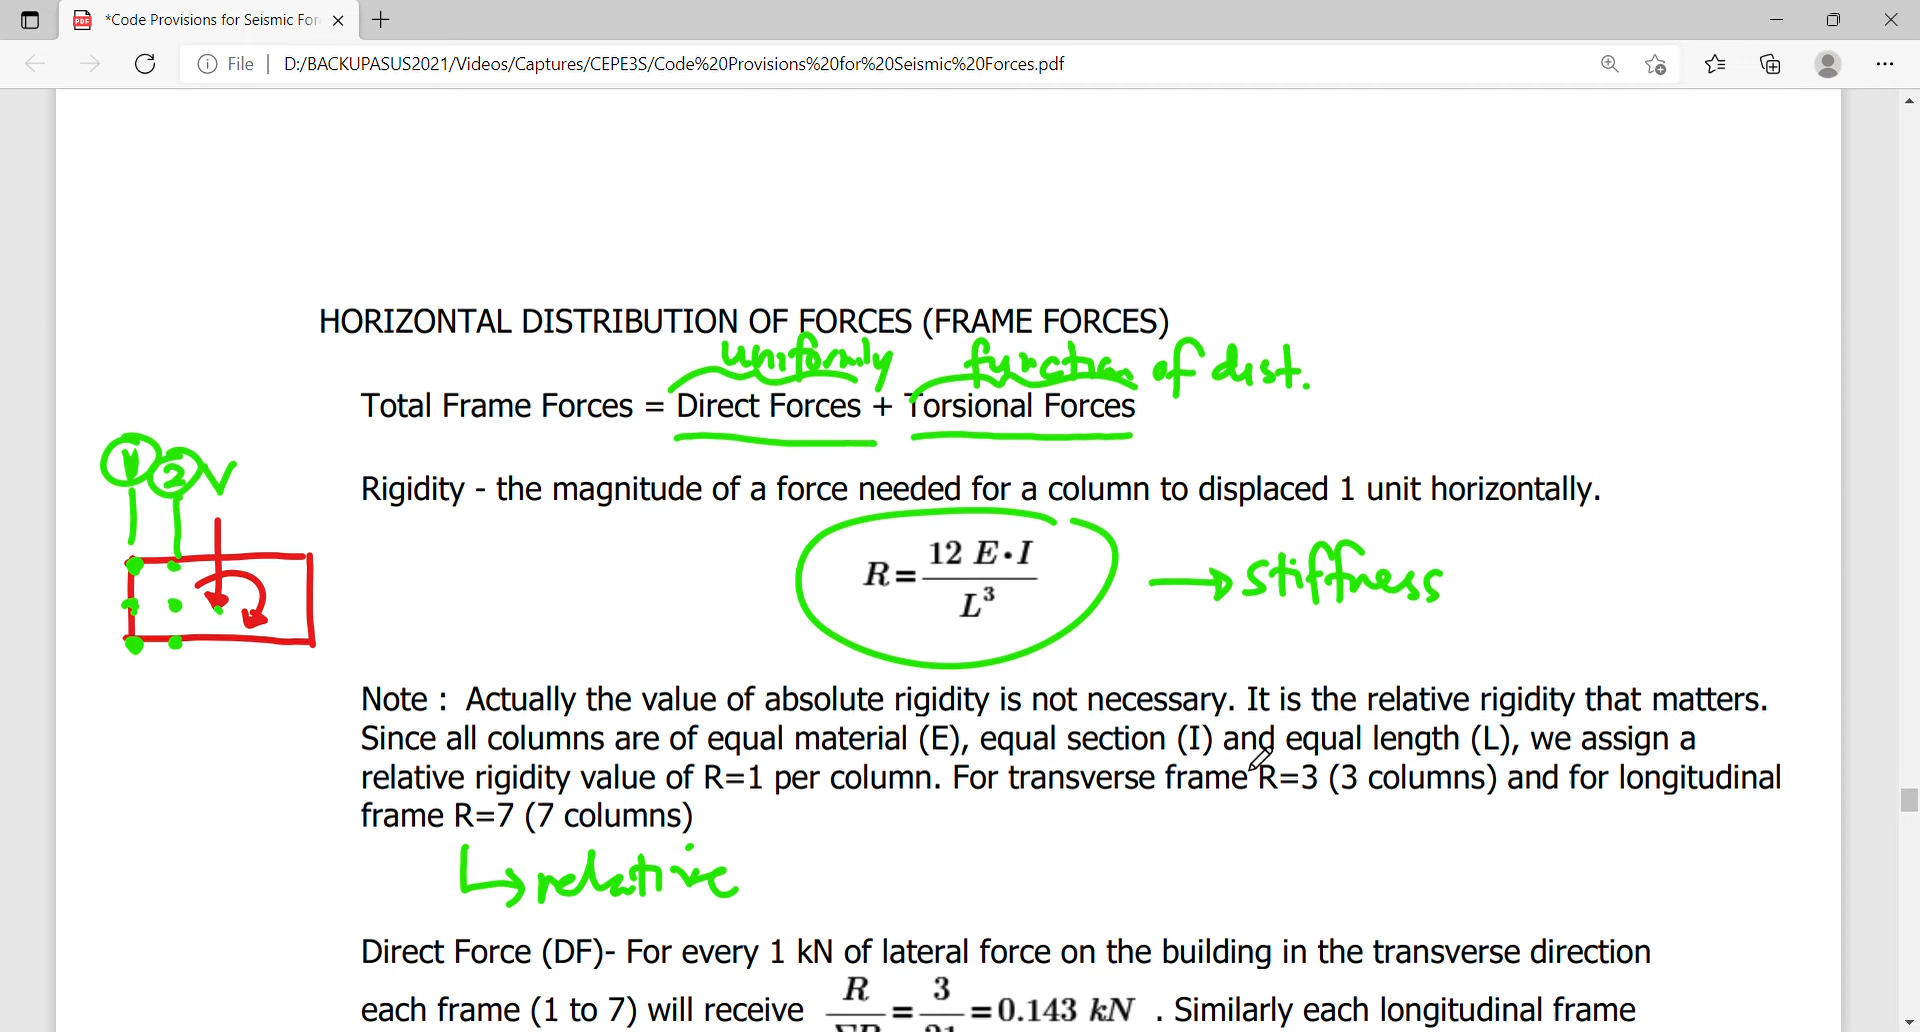 *Code Provisions for Seismic For
File | D:/BACKUPASUS2021/Videos/Captures/CEPE3S/Code%20Provisions%20for%20Seismic%20Forces.pdf
HORIZONTAL DISTRIBUTION OF FORCES (FRAME FORCES)
uniformly function of dist.
Total Frame Forces = Direct Forces + Torsional Forces
1 2 V
Rigidity - the magnitude of a force needed for a column to displaced 1 unit horizontally.
R = 12 E•I / L³ → stiffness
Note : Actually the value of absolute rigidity is not necessary. It is the relative rigidity that matters.
Since all columns are of equal material (E), equal section (I) and equal length (L), we assign a
relative rigidity value of R=1 per column. For transverse frame R=3 (3 columns) and for longitudinal
frame R=7 (7 columns)
↳ relative
Direct Force (DF)- For every 1 kN of lateral force on the building in the transverse direction
each frame (1 to 7) will receive R / ΣR = 3 / 21 = 0.143 kN . Similarly each longitudinal frame